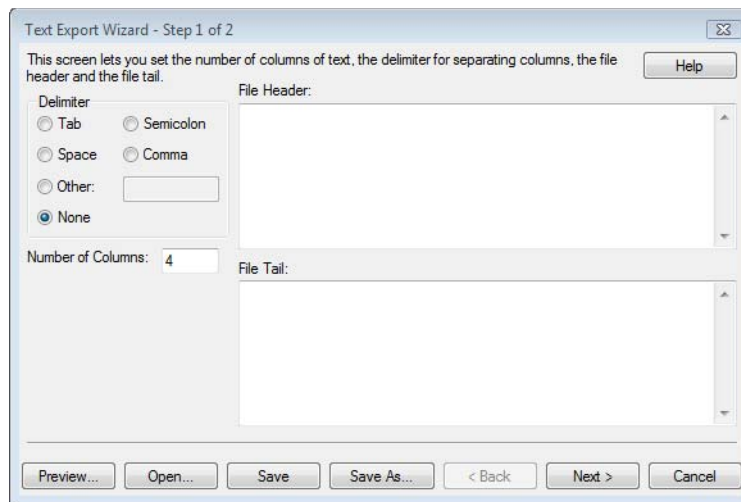 Text Export Wizard - Step 1 of 2
This screen lets you set the number of columns of text, the delimiter for separating columns, the file
header and the file tail.
Help
Delimiter
Tab
Semicolon
Space
Comma
Other:
None
Number of Columns: 4
File Header:
File Tail:
Preview...
Open...
Save
Save As...
< Back
Next >
Cancel